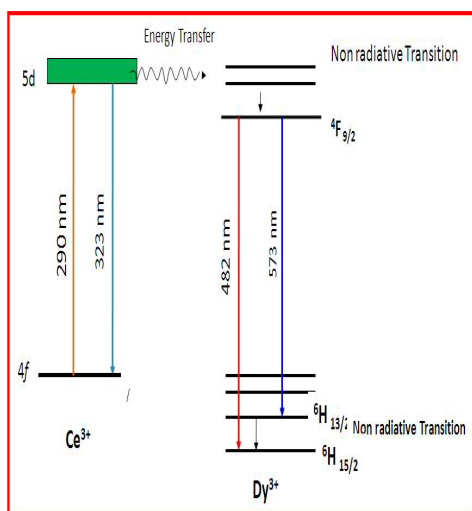 Energy Transfer
Non radiative Transition
5d
⁴F₉/₂
290 nm
323 nm
482 nm
573 nm
4f
/
⁶H₁₃/₂ Non radiative Transition
⁶H₁₅/₂
Ce³⁺
Dy³⁺